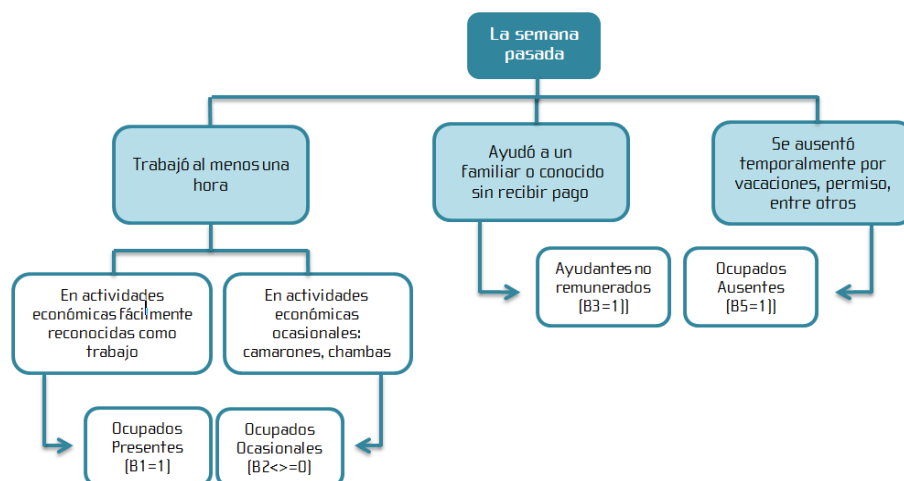 La semana
pasada
Trabajó al menos una
hora
Ayudó a un
familiar o conocido
sin recibir pago
Se ausentó
temporalmente por
vacaciones, permiso,
entre otros
En actividades
económicas fácilmente
reconocidas como
trabajo
En actividades
económicas
ocasionales:
camarones, chambas
Ayudantes no
remunerados
(B3=1))
Ocupados
Ausentes
(B5=1))
Ocupados
Presentes
(B1=1)
Ocupados
Ocasionales
(B2<>=0)